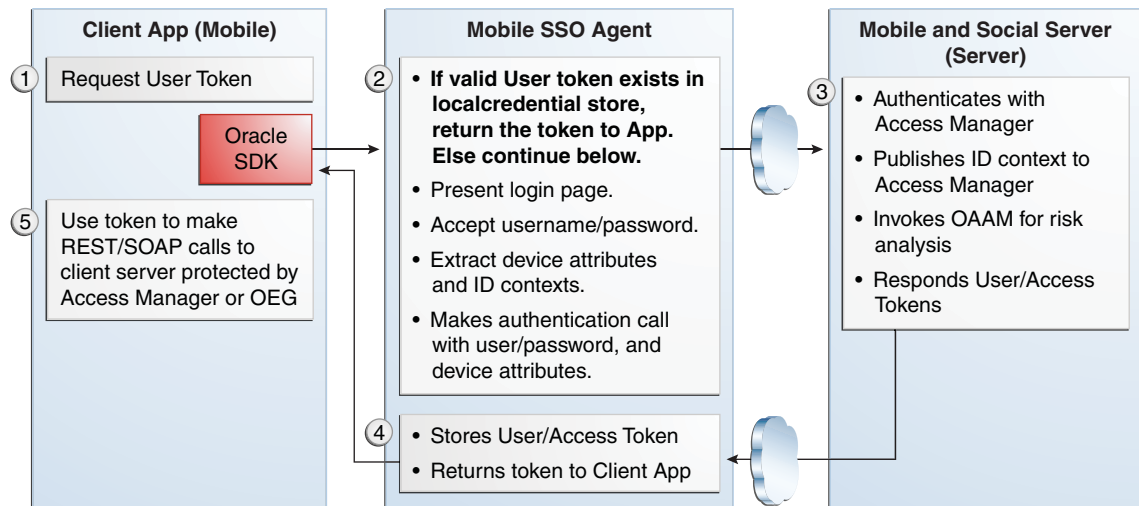 Client App (Mobile)
1
Request User Token
Oracle
SDK
5
Use token to make
REST/SOAP calls to
client server protected by
Access Manager or OEG
Mobile SSO Agent
2
• If valid User token exists in
localcredential store,
return the token to App.
Else continue below.
• Present login page.
• Accept username/password.
• Extract device attributes
and ID contexts.
• Makes authentication call
with user/password, and
device attributes.
4
• Stores User/Access Token
• Returns token to Client App
Mobile and Social Server
(Server)
3
• Authenticates with
Access Manager
• Publishes ID context to
Access Manager
• Invokes OAAM for risk
analysis
• Responds User/Access
Tokens